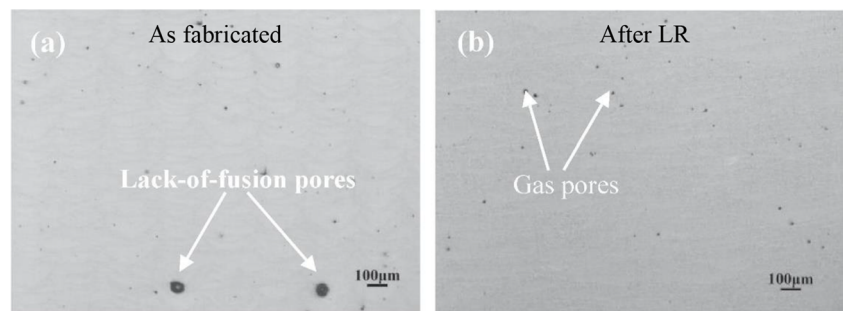 (a)
As fabricated
Lack-of-fusion pores
100μm
(b)
After LR
Gas pores
100μm